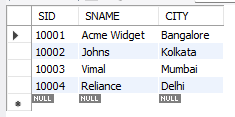 SID SNAME CITY
10001 Acme Widget Bangalore
10002 Johns Kolkata
10003 Vimal Mumbai
10004 Reliance Delhi
NULL NULL NULL